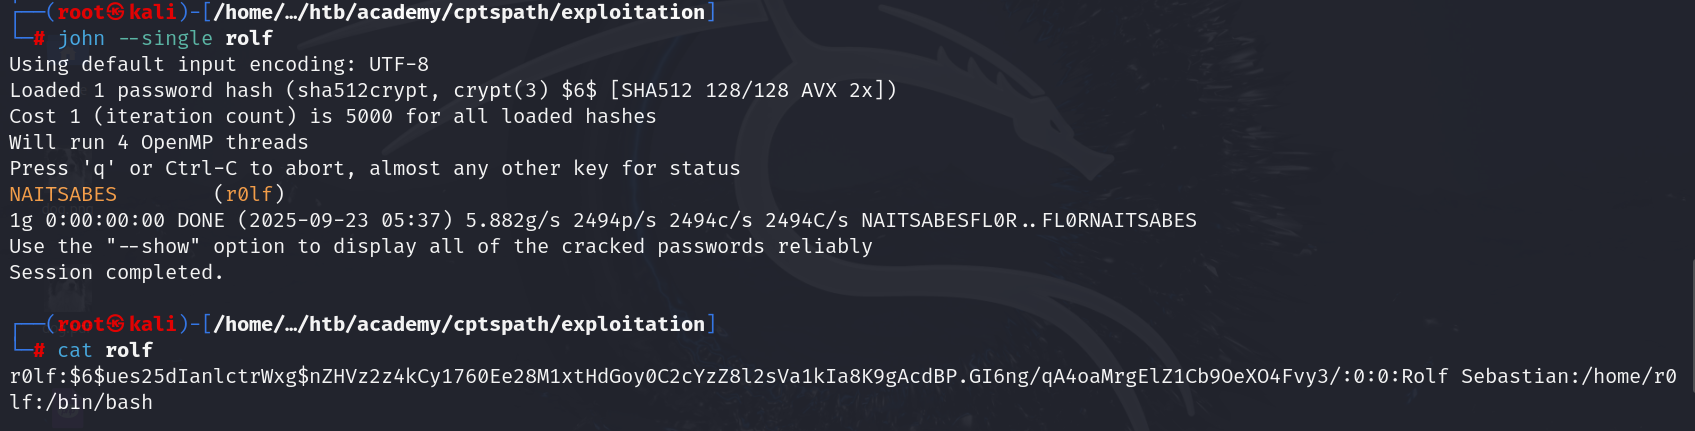 ┌──(root㉿kali)-[/home/…/htb/academy/cptspath/exploitation]
└─# john --single rolf
Using default input encoding: UTF-8
Loaded 1 password hash (sha512crypt, crypt(3) $6$ [SHA512 128/128 AVX 2x])
Cost 1 (iteration count) is 5000 for all loaded hashes
Will run 4 OpenMP threads
Press 'q' or Ctrl-C to abort, almost any other key for status
NAITSABES        (r0lf)
1g 0:00:00:00 DONE (2025-09-23 05:37) 5.882g/s 2494p/s 2494c/s 2494C/s NAITSABESFL0R..FL0RNAITSABES
Use the "--show" option to display all of the cracked passwords reliably
Session completed.
┌──(root㉿kali)-[/home/…/htb/academy/cptspath/exploitation]
└─# cat rolf
r0lf:$6$ues25dIanlctrWxg$nZHVz2z4kCy1760Ee28M1xtHdGoy0C2cYzZ8l2sVa1kIa8K9gAcdBP.GI6ng/qA4oaMrgElZ1Cb9OeXO4Fvy3/:0:0:Rolf Sebastian:/home/r0
lf:/bin/bash